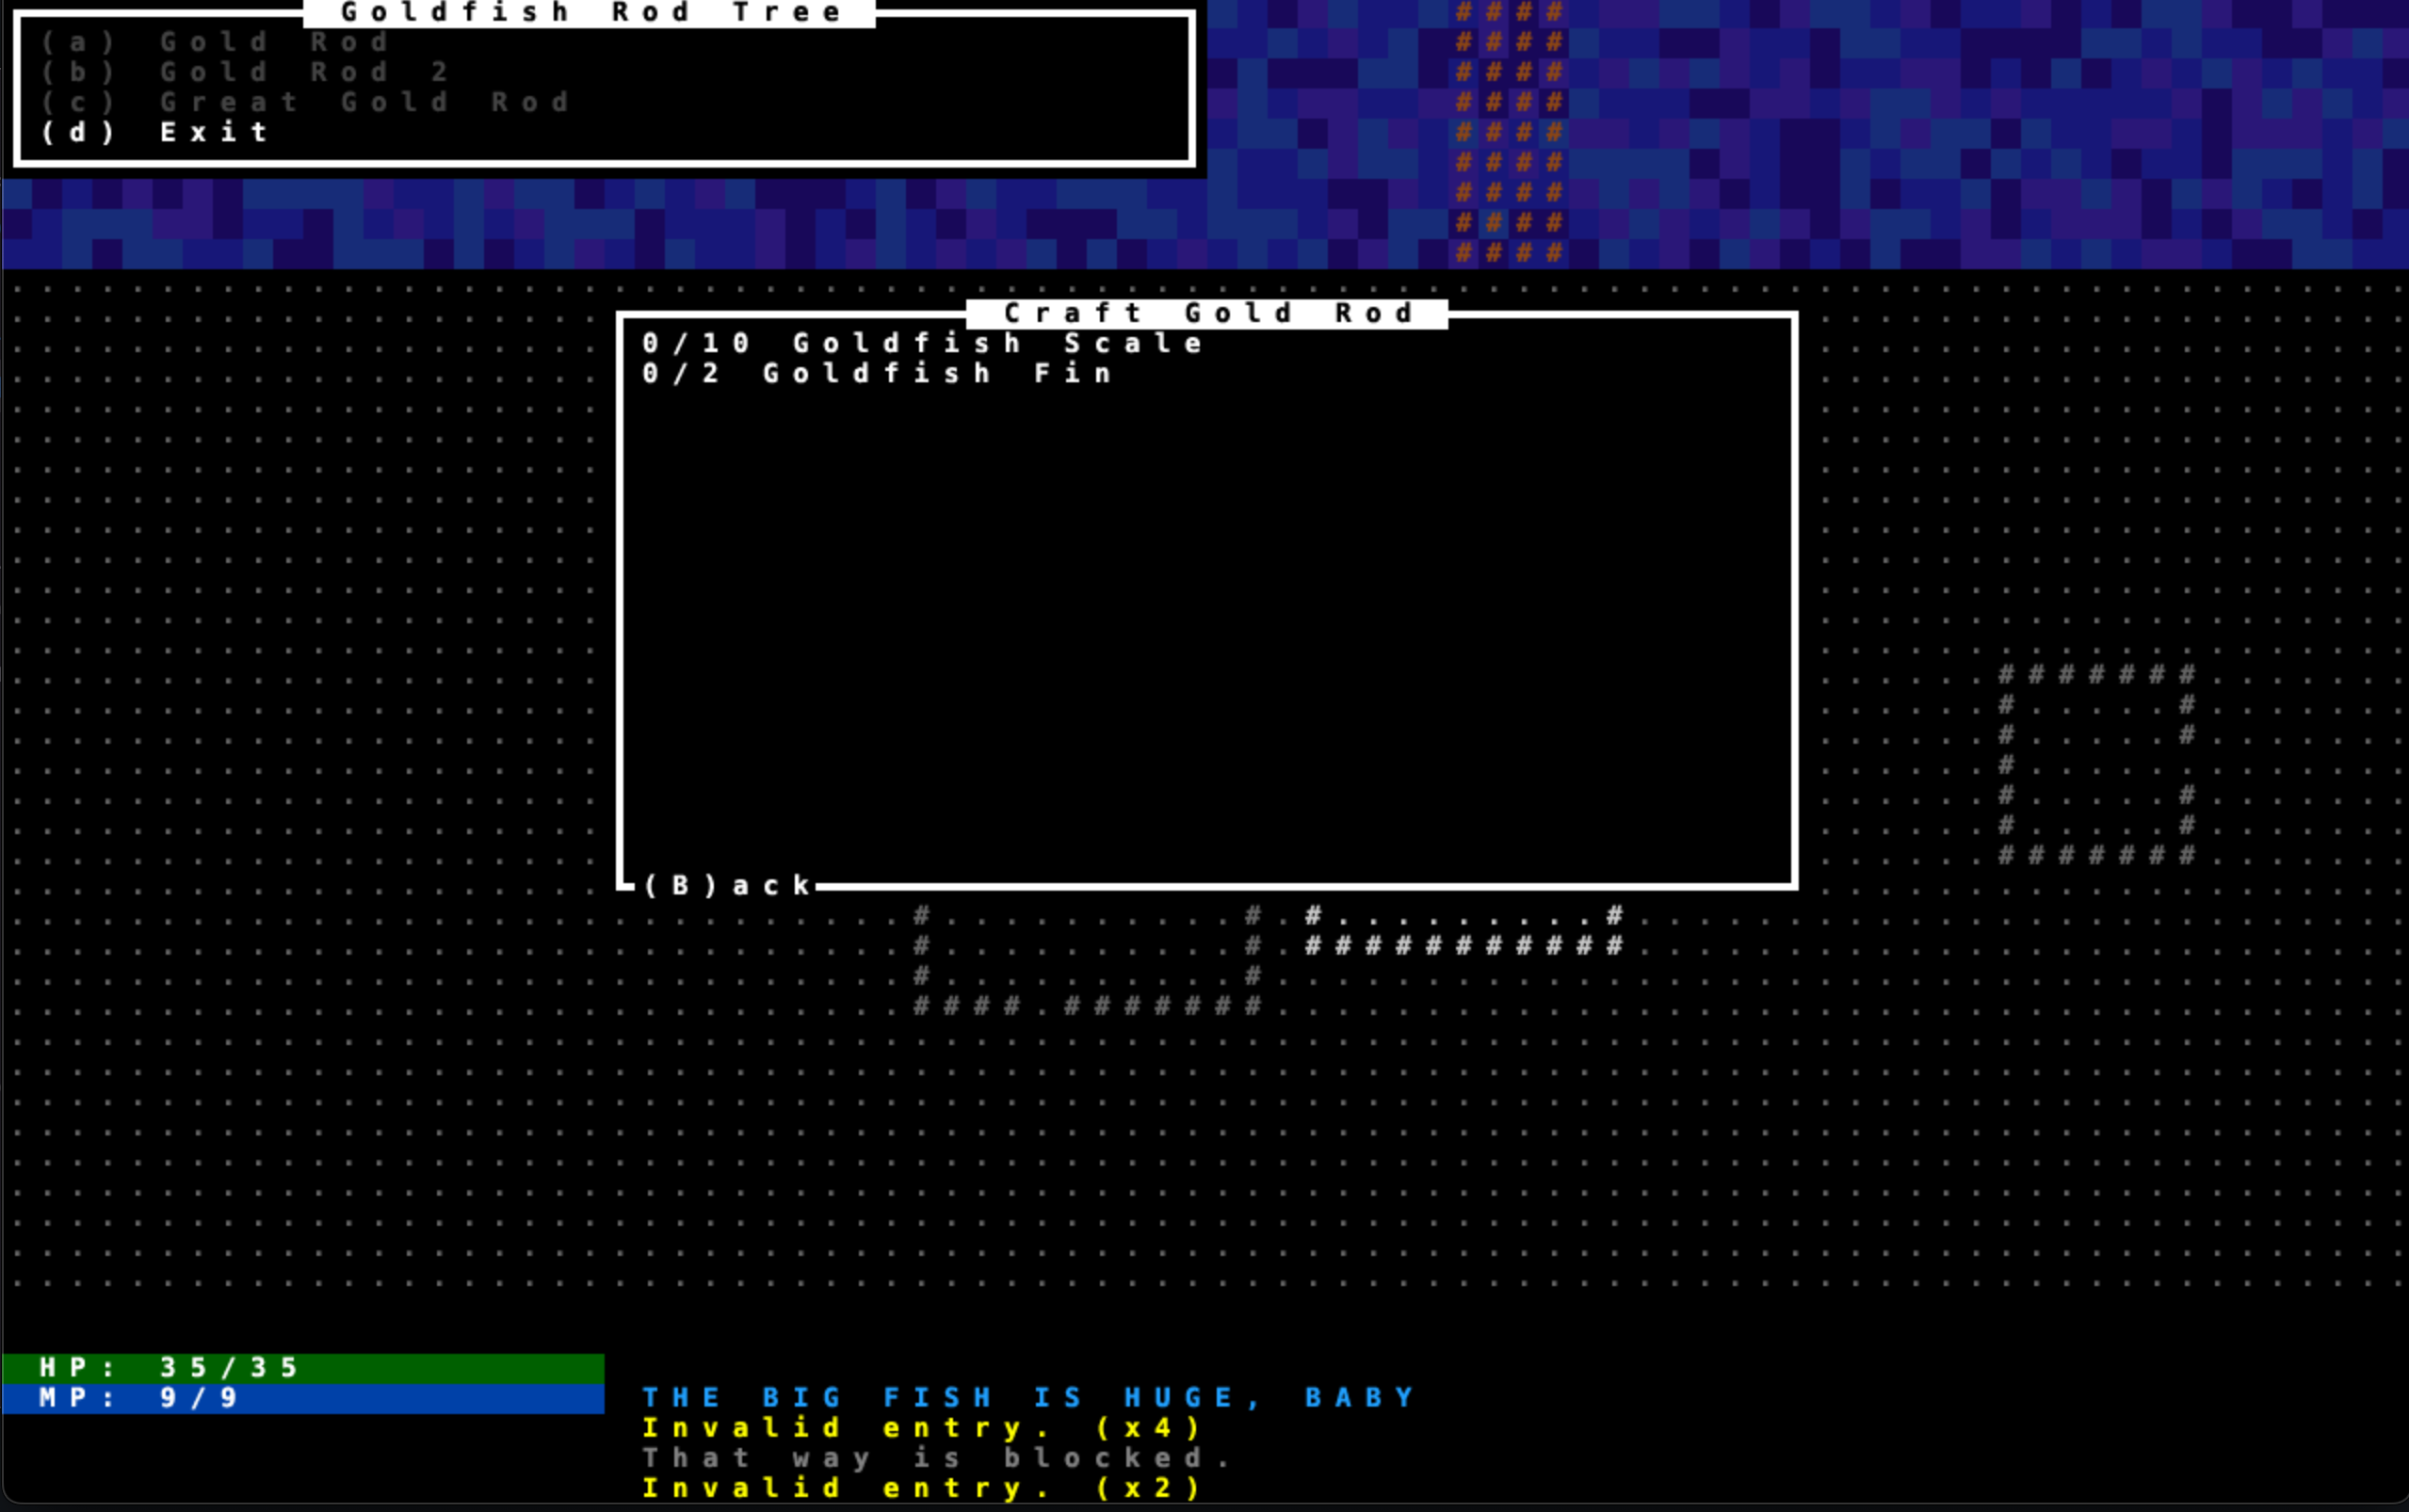 Goldfish Rod Tree
(a) Gold Rod
(b) Gold Rod 2
(c) Great Gold Rod
(d) Exit
Craft Gold Rod
0/10 Goldfish Scale
0/2 Goldfish Fin
(B)ack
HP: 35/35
MP: 9/9
THE BIG FISH IS HUGE, BABY
Invalid entry. (x4)
That way is blocked.
Invalid entry. (x2)